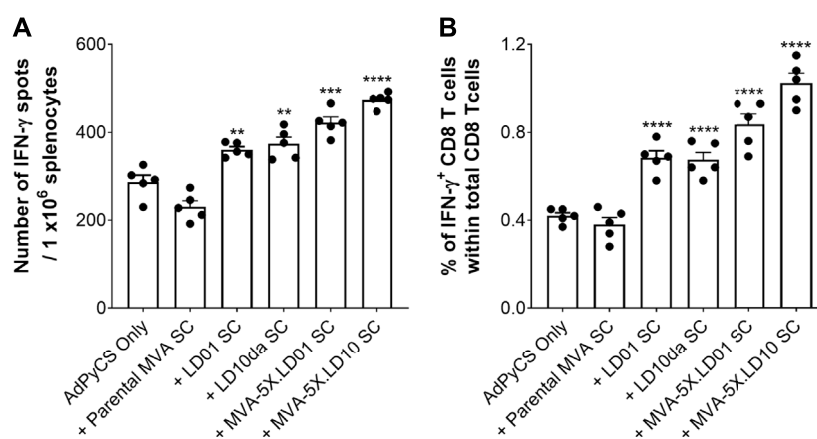 A
Number of IFN-γ spots
/ 1 x10⁶ splenocytes
600
400
200
0
**
**
***
****
AdPyCS Only
+ Parental MVA SC
+ LD01 SC
+ LD10da SC
+ MVA-5X.LD01 SC
+ MVA-5X.LD10 SC
B
% of IFN-γ⁺ CD8 T cells
within total CD8 Tcells
1.2
0.8
0.4
0.0
****
****
****
****
AdPyCS Only
+ Parental MVA SC
+ LD01 SC
+ LD10da SC
+ MVA-5X.LD01 SC
+ MVA-5X.LD10 SC